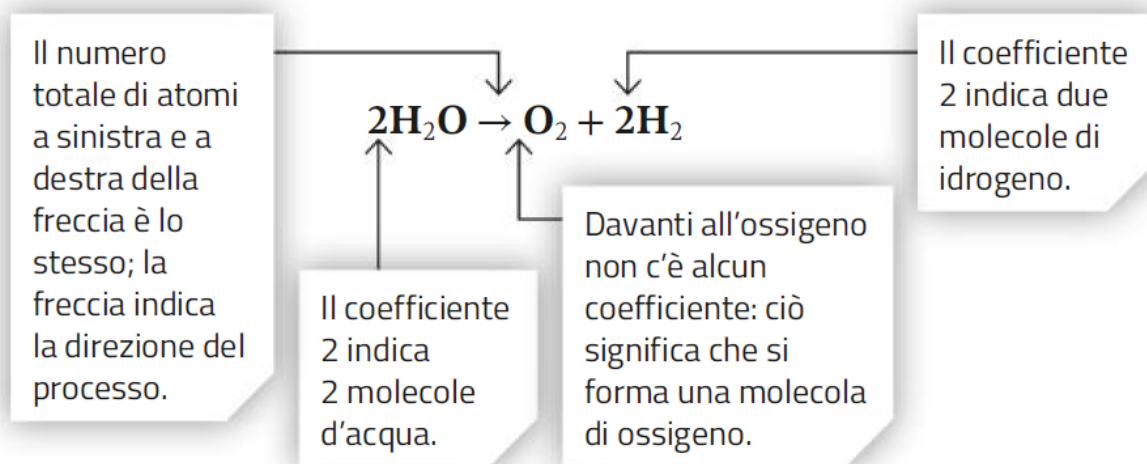 Il numero
totale di atomi
a sinistra e a
destra della
freccia è lo
stesso; la
freccia indica
la direzione del
processo.
2H₂O → O₂ + 2H₂
Il coefficiente
2 indica due
molecole di
idrogeno.
Il coefficiente
2 indica
2 molecole
d'acqua.
Davanti all'ossigeno
non c'è alcun
coefficiente: ciò
significa che si
forma una molecola
di ossigeno.